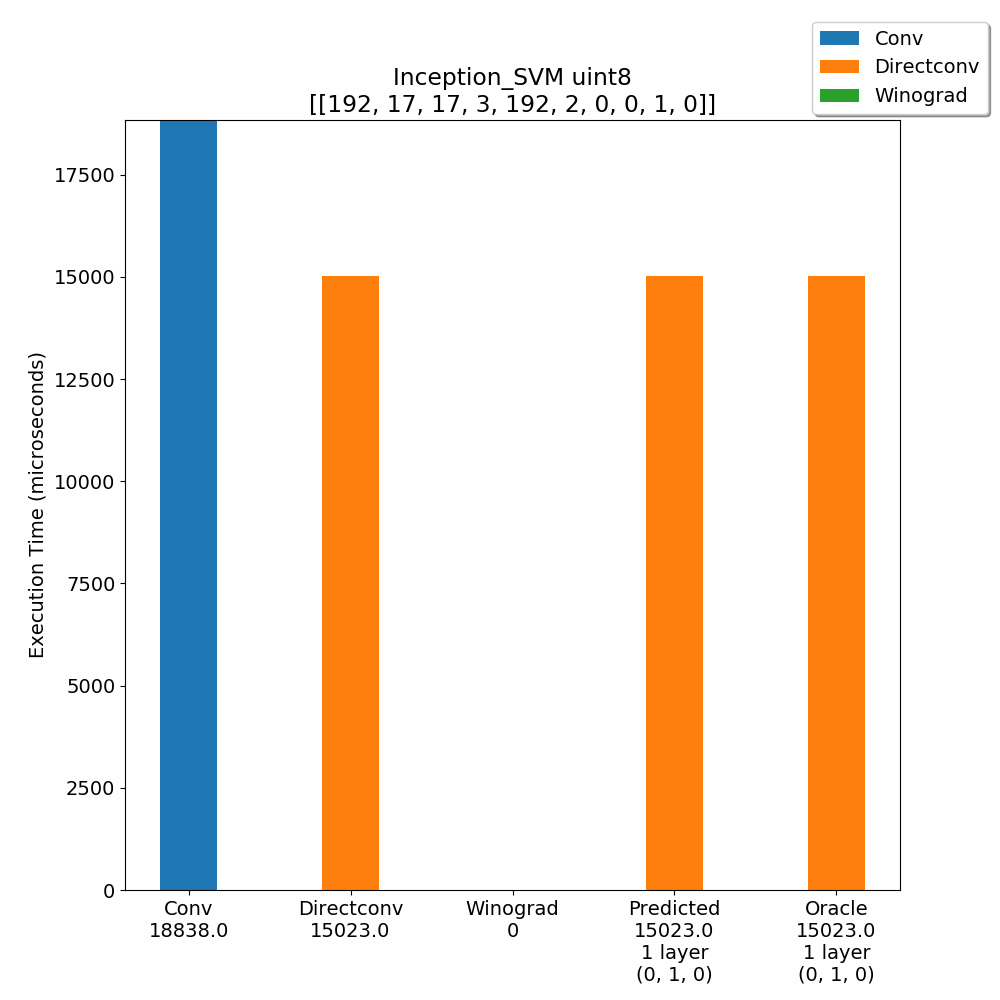 Conv
Directconv
Winograd
Inception_SVM uint8
[[192, 17, 17, 3, 192, 2, 0, 0, 1, 0]]
Execution Time (microseconds)
17500
15000
12500
10000
7500
5000
2500
0
Conv
18838.0
Directconv
15023.0
Winograd
0
Predicted
15023.0
1 layer
(0, 1, 0)
Oracle
15023.0
1 layer
(0, 1, 0)